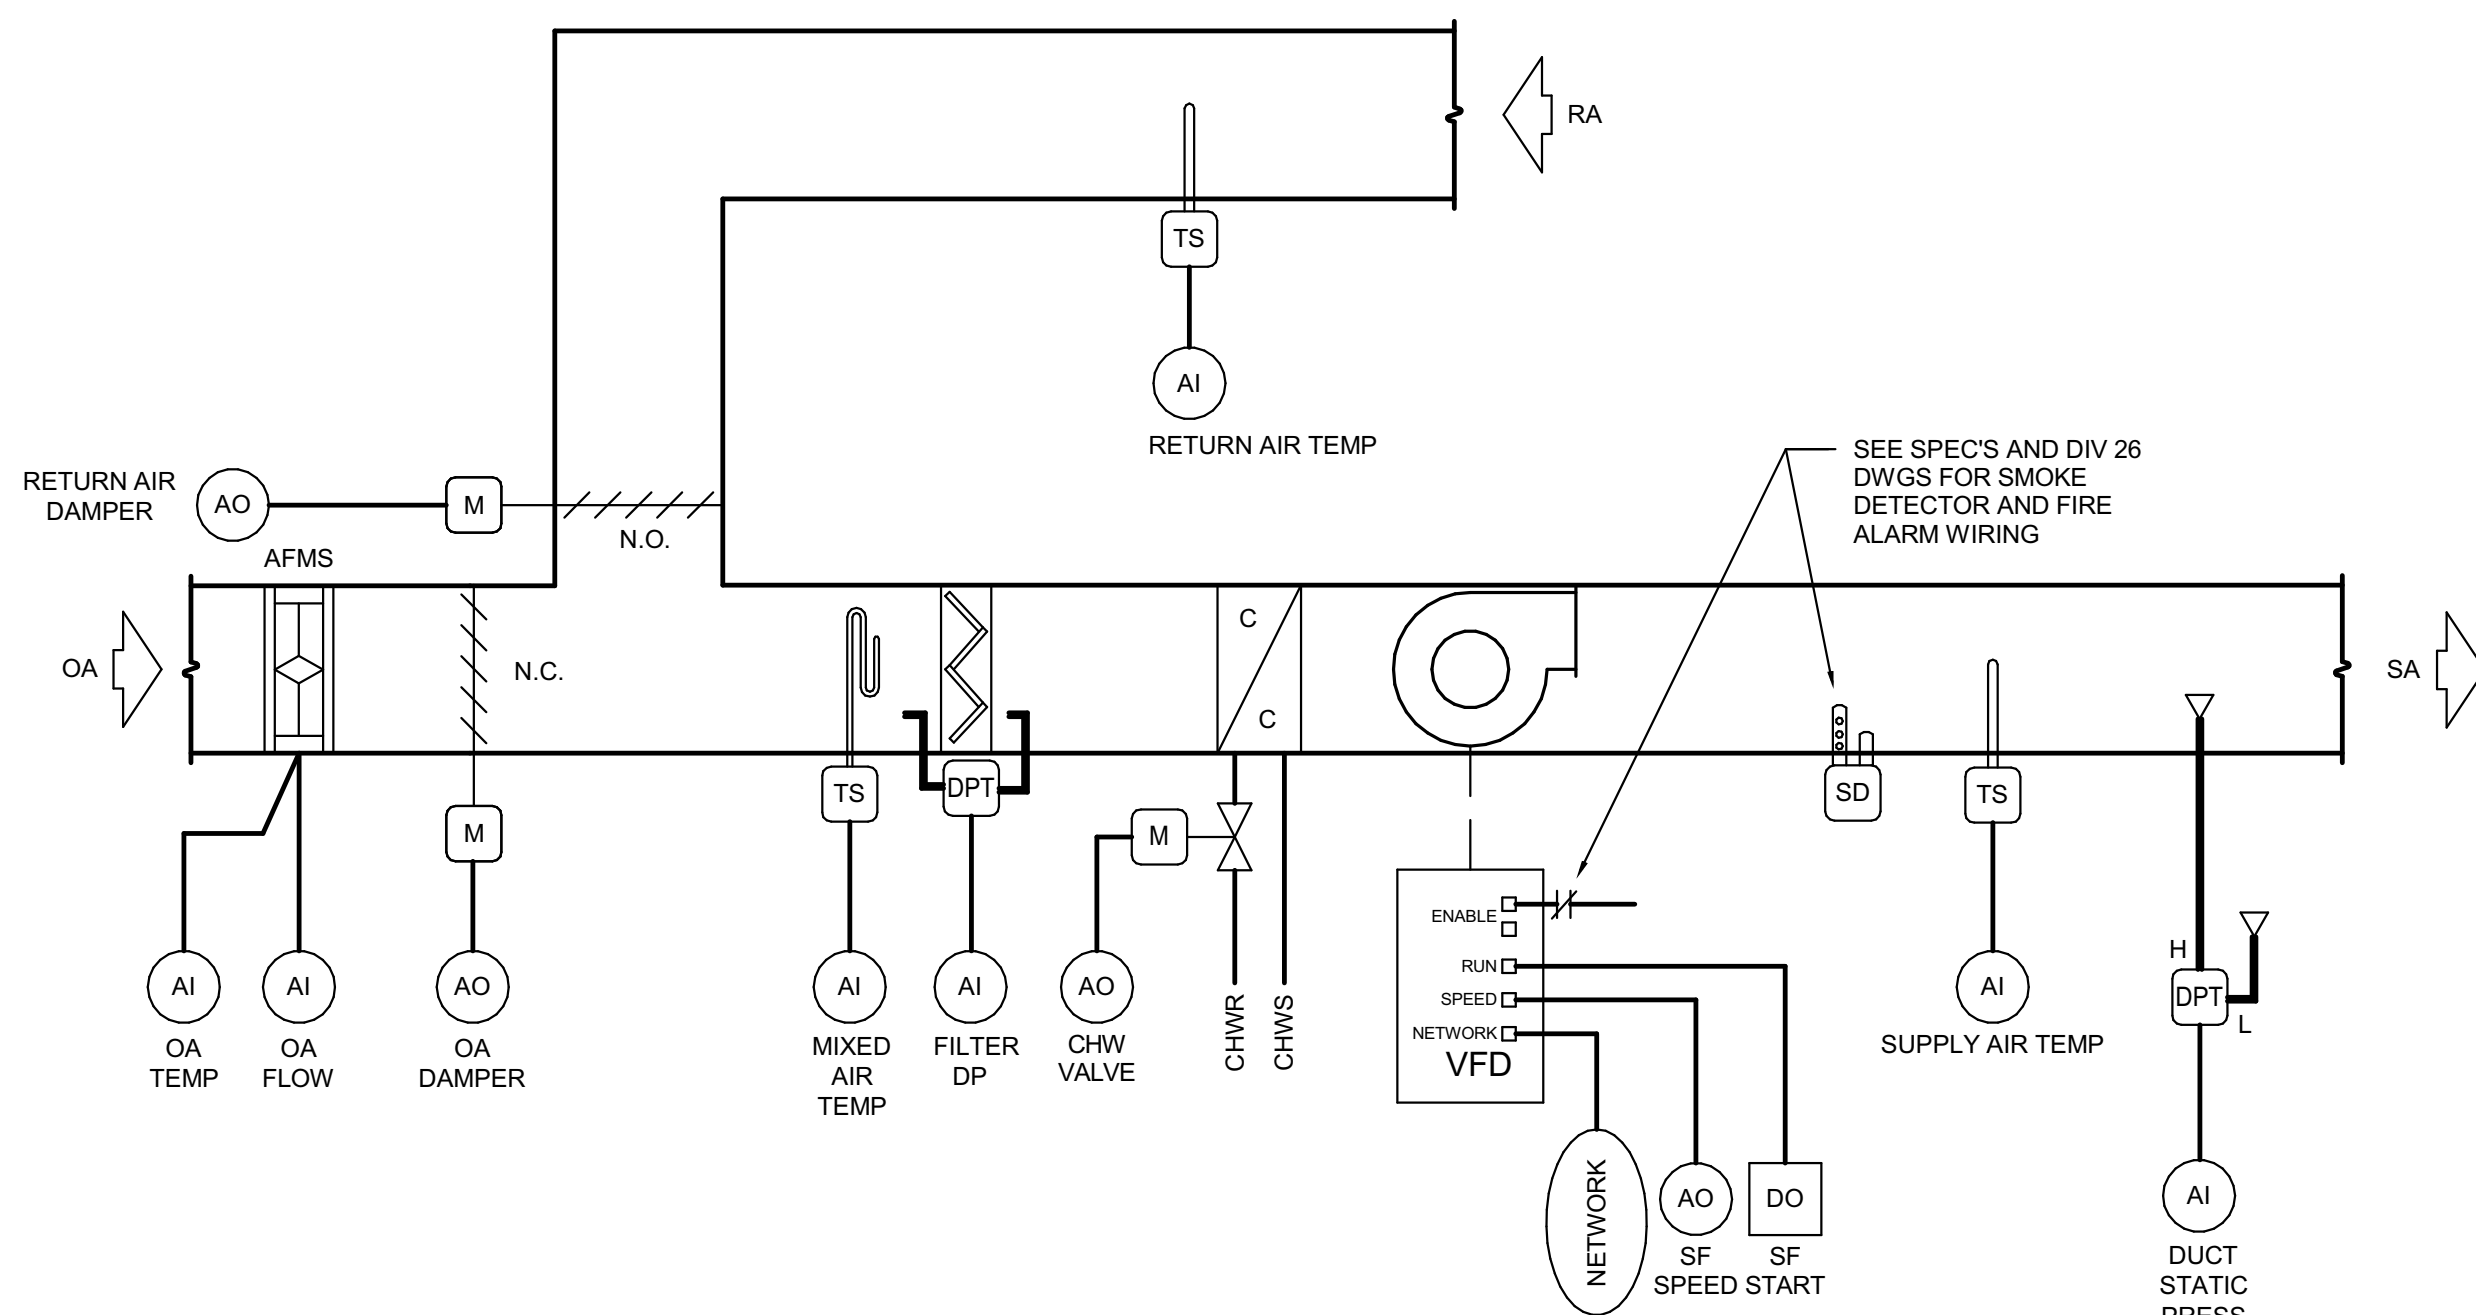 RA
TS
AI
RETURN AIR TEMP
RETURN AIR
DAMPER
AO
M
N.O.
SEE SPEC'S AND DIV 26
DWGS FOR SMOKE
DETECTOR AND FIRE
ALARM WIRING
AFMS
OA
N.C.
C
C
SA
TS
DPT
M
M
SD
TS
ENABLE
RUN
SPEED
NETWORK
VFD
H
DPT
L
AI
AI
AO
AI
AI
AO
CHWR
CHWS
AI
OA
TEMP
OA
FLOW
OA
DAMPER
MIXED
AIR
TEMP
FILTER
DP
CHW
VALVE
SUPPLY AIR TEMP
NETWORK
AO
DO
AI
SF
SPEED
SF
START
DUCT
STATIC
PRESS